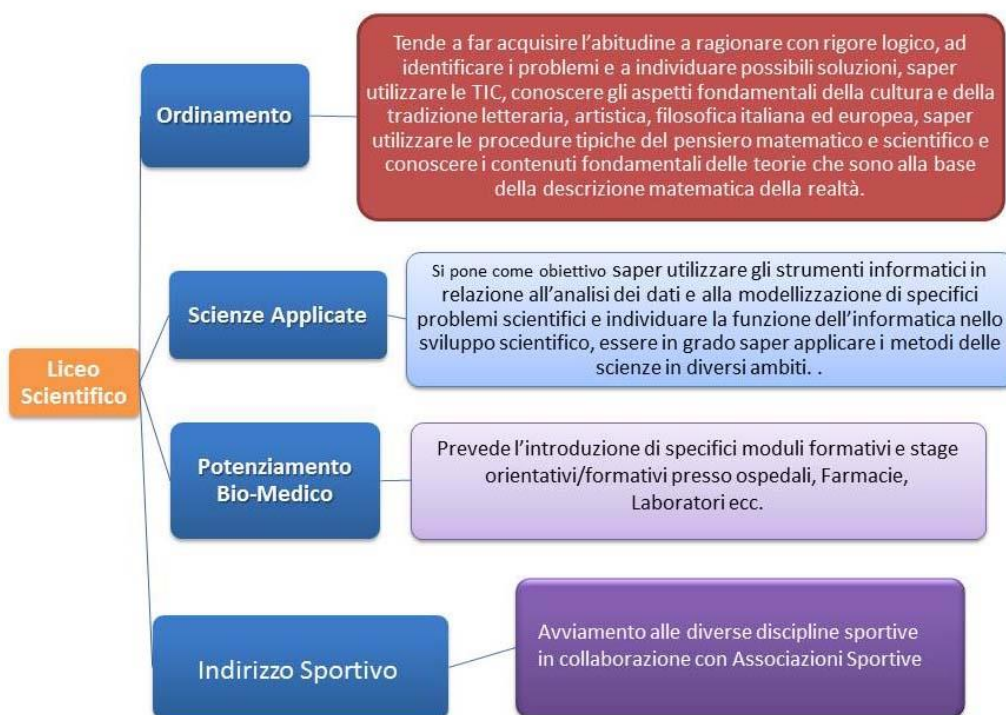 Ordinamento
Tende a far acquisire l'abitudine a ragionare con rigore logico, ad
identificare i problemi e a individuare possibili soluzioni, saper
utilizzare le TIC, conoscere gli aspetti fondamentali della cultura e della
tradizione letteraria, artistica, filosofica italiana ed europea, saper
utilizzare le procedure tipiche del pensiero matematico e scientifico e
conoscere i contenuti fondamentali delle teorie che sono alla base
della descrizione matematica della realtà.
Liceo
Scientifico
Scienze Applicate
Si pone come obiettivo saper utilizzare gli strumenti informatici in
relazione all'analisi dei dati e alla modellizzazione di specifici
problemi scientifici e individuare la funzione dell'informatica nello
sviluppo scientifico, essere in grado saper applicare i metodi delle
scienze in diversi ambiti. .
Potenziamento
Bio-Medico
Prevede l'introduzione di specifici moduli formativi e stage
orientativi/formativi presso ospedali, Farmacie,
Laboratori ecc.
Indirizzo Sportivo
Avviamento alle diverse discipline sportive
in collaborazione con Associazioni Sportive